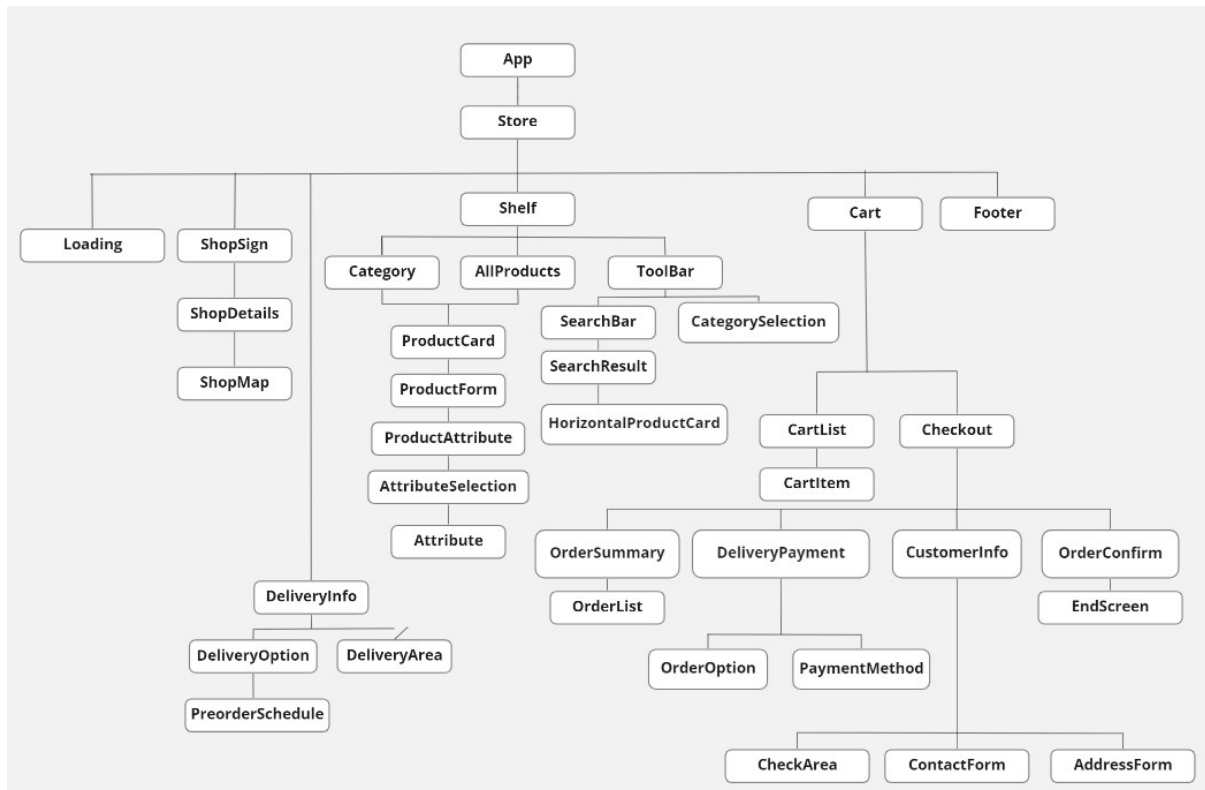 App
Store
Shelf
Cart
Footer
Loading
ShopSign
Category
AllProducts
ToolBar
ShopDetails
SearchBar
CategorySelection
ProductCard
SearchResult
ShopMap
ProductForm
HorizontalProductCard
ProductAttribute
CartList
Checkout
AttributeSelection
CartItem
Attribute
OrderSummary
DeliveryPayment
CustomerInfo
OrderConfirm
DeliveryInfo
OrderList
EndScreen
DeliveryOption
DeliveryArea
OrderOption
PaymentMethod
PreorderSchedule
CheckArea
ContactForm
AddressForm